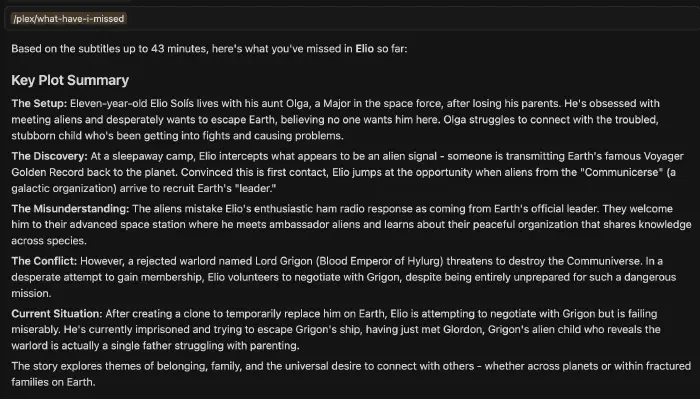 /plex/what-have-i-missed
Based on the subtitles up to 43 minutes, here's what you've missed in Elio so far:
Key Plot Summary
The Setup: Eleven-year-old Elio Solís lives with his aunt Olga, a Major in the space force, after losing his parents. He's obsessed with
meeting aliens and desperately wants to escape Earth, believing no one wants him here. Olga struggles to connect with the troubled,
stubborn child who's been getting into fights and causing problems.
The Discovery: At a sleepaway camp, Elio intercepts what appears to be an alien signal - someone is transmitting Earth's famous Voyager
Golden Record back to the planet. Convinced this is first contact, Elio jumps at the opportunity when aliens from the "Communicerse" (a
galactic organization) arrive to recruit Earth's "leader."
The Misunderstanding: The aliens mistake Elio's enthusiastic ham radio response as coming from Earth's official leader. They welcome
him to their advanced space station where he meets ambassador aliens and learns about their peaceful organization that shares knowledge
across species.
The Conflict: However, a rejected warlord named Lord Grigon (Blood Emperor of Hylurg) threatens to destroy the Communiverse. In a
desperate attempt to gain membership, Elio volunteers to negotiate with Grigon, despite being entirely unprepared for such a dangerous
mission.
Current Situation: After creating a clone to temporarily replace him on Earth, Elio is attempting to negotiate with Grigon but is failing
miserably. He's currently imprisoned and trying to escape Grigon's ship, having just met Glordon, Grigon's alien child who reveals the
warlord is actually a single father struggling with parenting.
The story explores themes of belonging, family, and the universal desire to connect with others - whether across planets or within fractured
families on Earth.